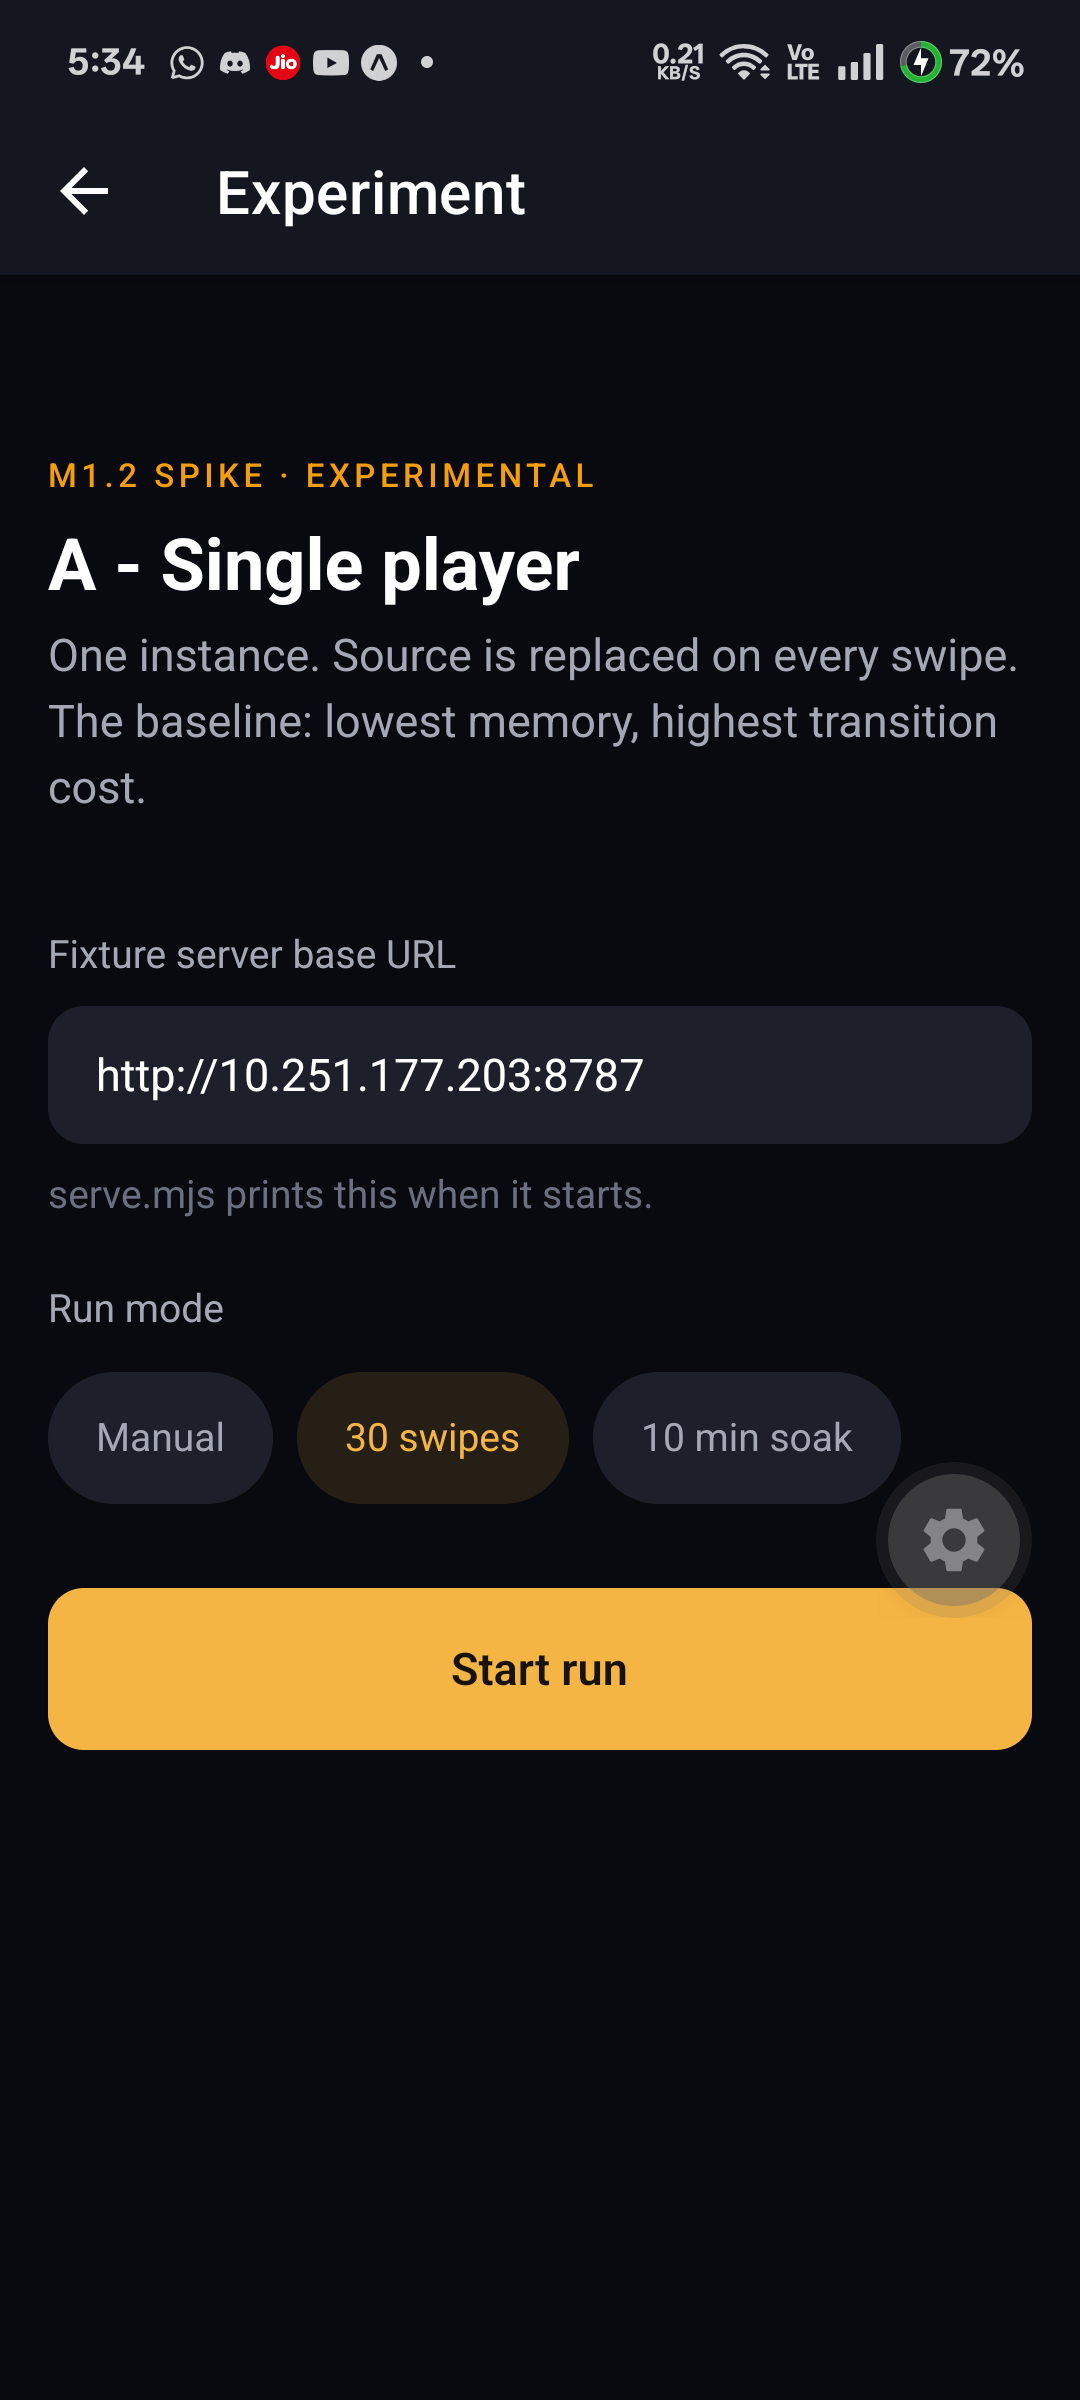 5:34 Jio 0.21 KB/S Vo LTE 72%
Experiment
M1.2 SPIKE · EXPERIMENTAL
A - Single player
One instance. Source is replaced on every swipe.
The baseline: lowest memory, highest transition
cost.
Fixture server base URL
http://10.251.177.203:8787
serve.mjs prints this when it starts.
Run mode
Manual 30 swipes 10 min soak
Start run